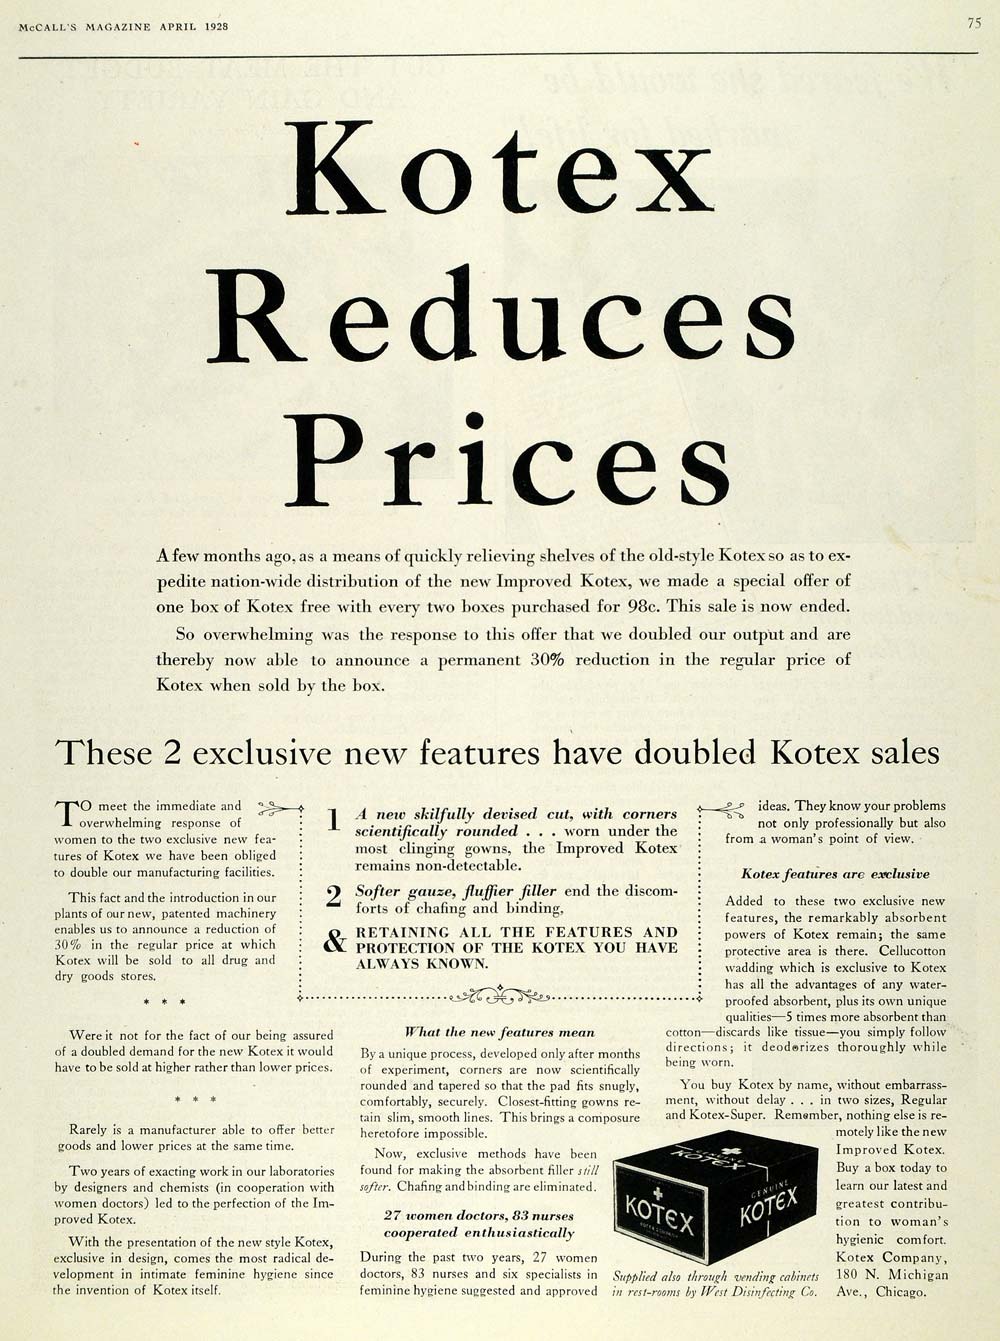 McCALL'S MAGAZINE APRIL 1928
75
Kotex
Reduces
Prices
A few months ago, as a means of quickly relieving shelves of the old-style Kotex so as to ex-
pedite nation-wide distribution of the new Improved Kotex, we made a special offer of
one box of Kotex free with every two boxes purchased for 98c. This sale is now ended.
So overwhelming was the response to this offer that we doubled our output and are
thereby now able to announce a permanent 30% reduction in the regular price of
Kotex when sold by the box.
These 2 exclusive new features have doubled Kotex sales
TO meet the immediate and
overwhelming response of
women to the two exclusive new fea-
tures of Kotex we have been obliged
to double our manufacturing facilities.
This fact and the introduction in our
plants of our new, patented machinery
enables us to announce a reduction of
30% in the regular price at which
Kotex will be sold to all drug and
dry goods stores.
* * *
Were it not for the fact of our being assured
of a doubled demand for the new Kotex it would
have to be sold at higher rather than lower prices.
* * *
Rarely is a manufacturer able to offer better
goods and lower prices at the same time.
Two years of exacting work in our laboratories
by designers and chemists (in cooperation with
women doctors) led to the perfection of the Im-
proved Kotex.
With the presentation of the new style Kotex,
exclusive in design, comes the most radical de-
velopment in intimate feminine hygiene since
the invention of Kotex itself.
1 A new skilfully devised cut, with corners
scientifically rounded . . . worn under the
most clinging gowns, the Improved Kotex
remains non-detectable.
2 Softer gauze, fluffier filler end the discom-
forts of chafing and binding,
& RETAINING ALL THE FEATURES AND
PROTECTION OF THE KOTEX YOU HAVE
ALWAYS KNOWN.
What the new features mean
By a unique process, developed only after months
of experiment, corners are now scientifically
rounded and tapered so that the pad fits snugly,
comfortably, securely. Closest-fitting gowns re-
tain slim, smooth lines. This brings a composure
heretofore impossible.
Now, exclusive methods have been
found for making the absorbent filler still
softer. Chafing and binding are eliminated.
27 women doctors, 83 nurses
cooperated enthusiastically
During the past two years, 27 women
doctors, 83 nurses and six specialists in
feminine hygiene suggested and approved
ideas. They know your problems
not only professionally but also
from a woman's point of view.
Kotex features are exclusive
Added to these two exclusive new
features, the remarkably absorbent
powers of Kotex remain; the same
protective area is there. Cellucotton
wadding which is exclusive to Kotex
has all the advantages of any water-
proofed absorbent, plus its own unique
qualities—5 times more absorbent than
cotton—discards like tissue—you simply follow
directions; it deodorizes thoroughly while
being worn.
You buy Kotex by name, without embarrass-
ment, without delay . . . in two sizes, Regular
and Kotex-Super. Remember, nothing else is re-
motely like the new
Improved Kotex.
Buy a box today to
learn our latest and
greatest contribu-
tion to woman's
hygienic comfort.
Kotex Company,
180 N. Michigan
Ave., Chicago.
GENUINE
KOTEX
KOTEX
GENUINE
KOTEX
Supplied also through vending cabinets
in rest-rooms by West Disinfecting Co.